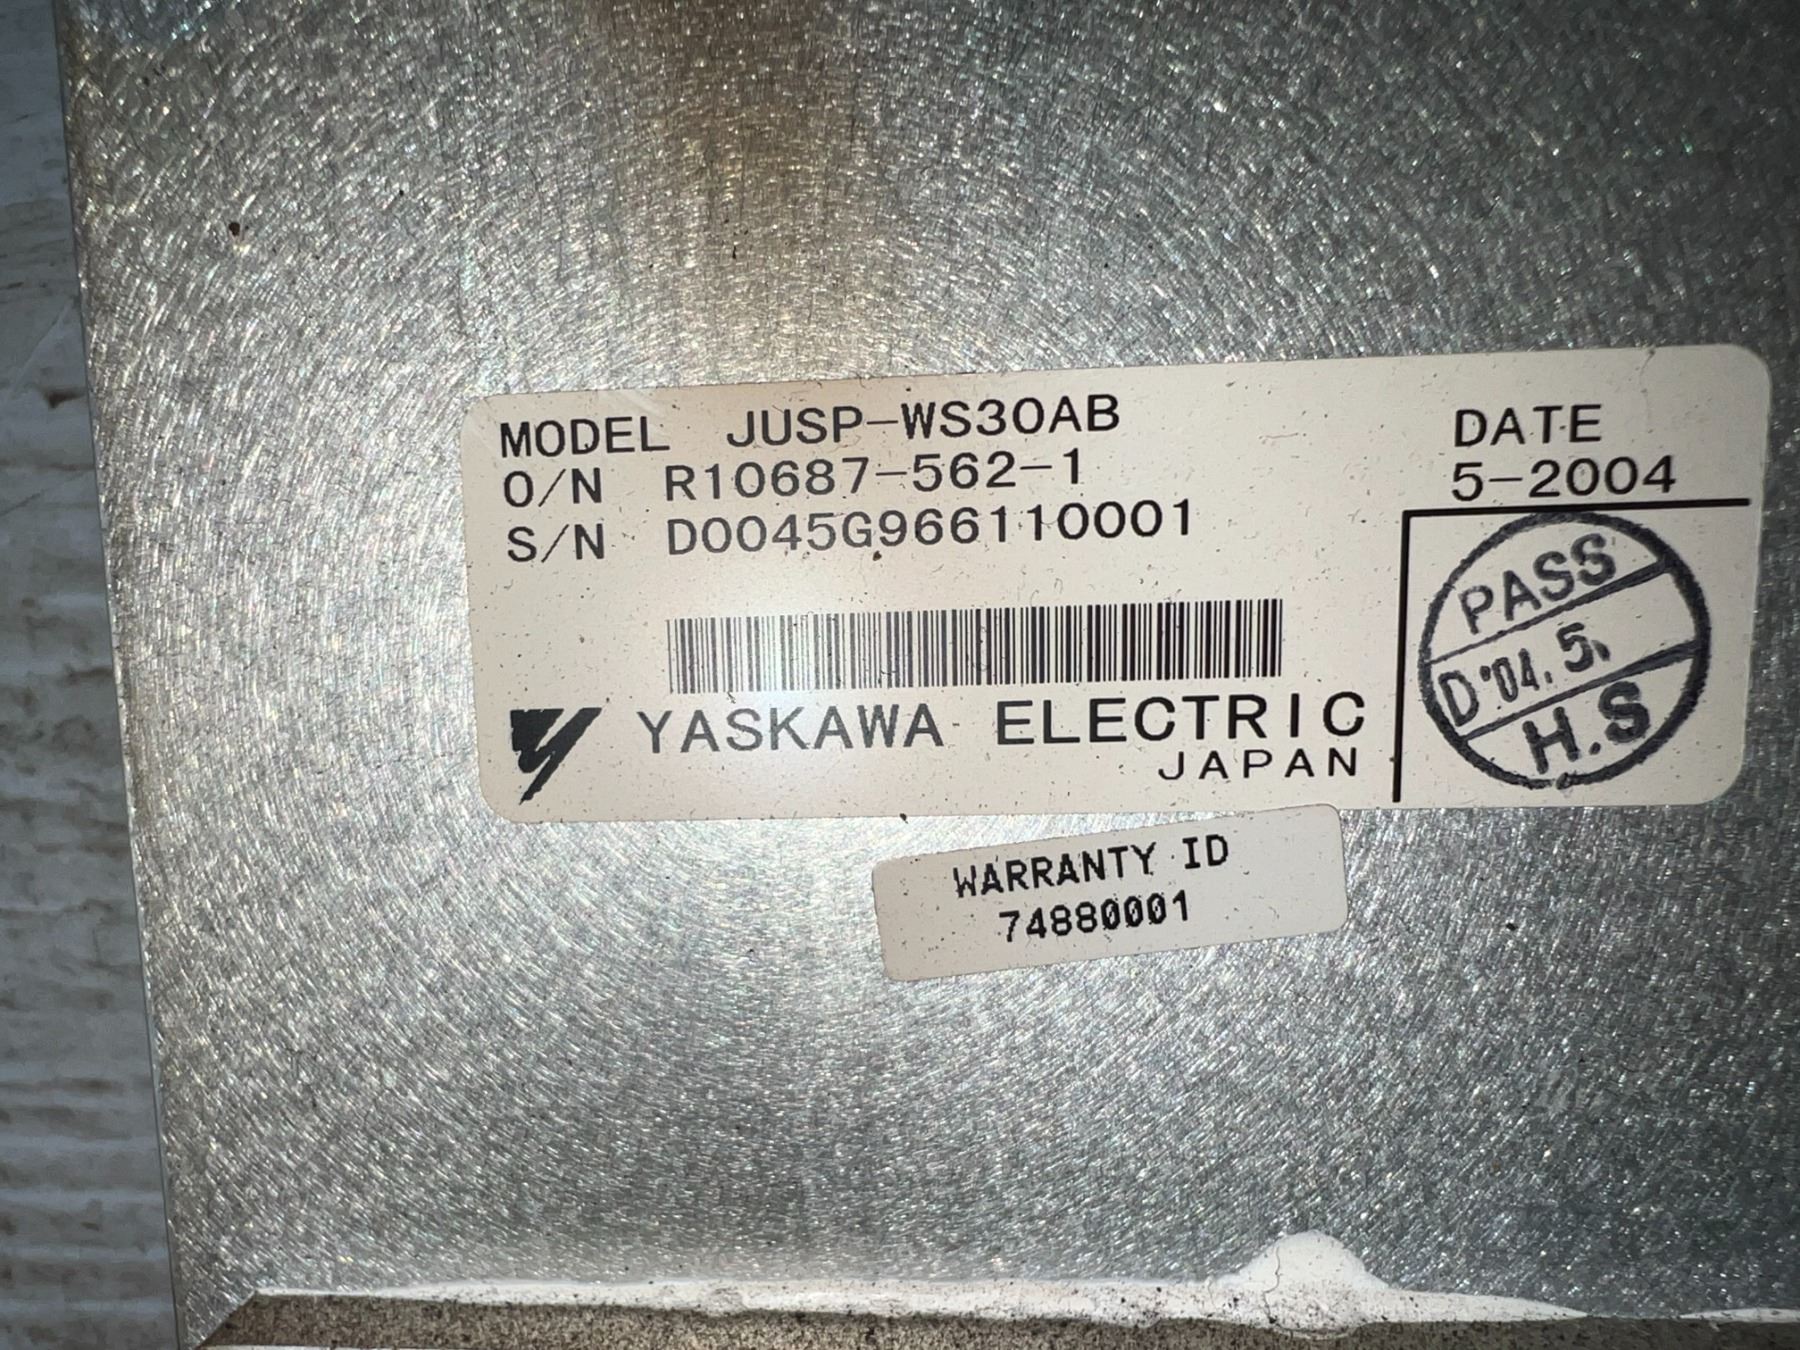 MODEL JUSP-WS30AB
O/N R10687-562-1
S/N D0045G966110001
DATE
5-2004
PASS
D'04.5.
H.S
YASKAWA ELECTRIC
JAPAN
WARRANTY ID
74880001